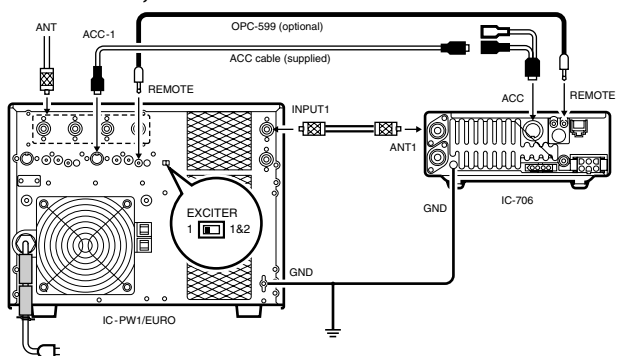 ANT
ACC-1
OPC-599 (optional)
ACC cable (supplied)
REMOTE
ACC
REMOTE
INPUT1
ANT1
EXCITER
1 1&2
GND
GND
IC-706
IC-PW1/EURO